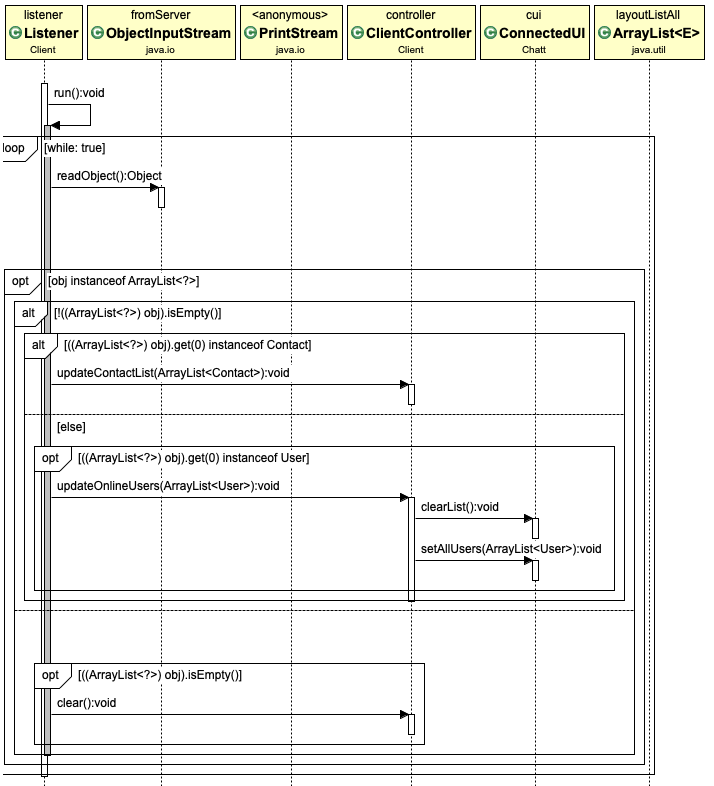 listener
C Listener
Client
fromServer
C ObjectInputStream
java.io
<anonymous>
C PrintStream
java.io
controller
C ClientController
Client
cui
C ConnectedUI
Chatt
layoutListAll
C ArrayList<E>
java.util
run():void
loop
[while: true]
readObject():Object
opt
[obj instanceof ArrayList<?>]
alt
[!((ArrayList<?>) obj).isEmpty()]
alt
[((ArrayList<?>) obj).get(0) instanceof Contact]
updateContactList(ArrayList<Contact>):void
[else]
opt
[((ArrayList<?>) obj).get(0) instanceof User]
updateOnlineUsers(ArrayList<User>):void
clearList():void
setAllUsers(ArrayList<User>):void
opt
[((ArrayList<?>) obj).isEmpty()]
clear():void